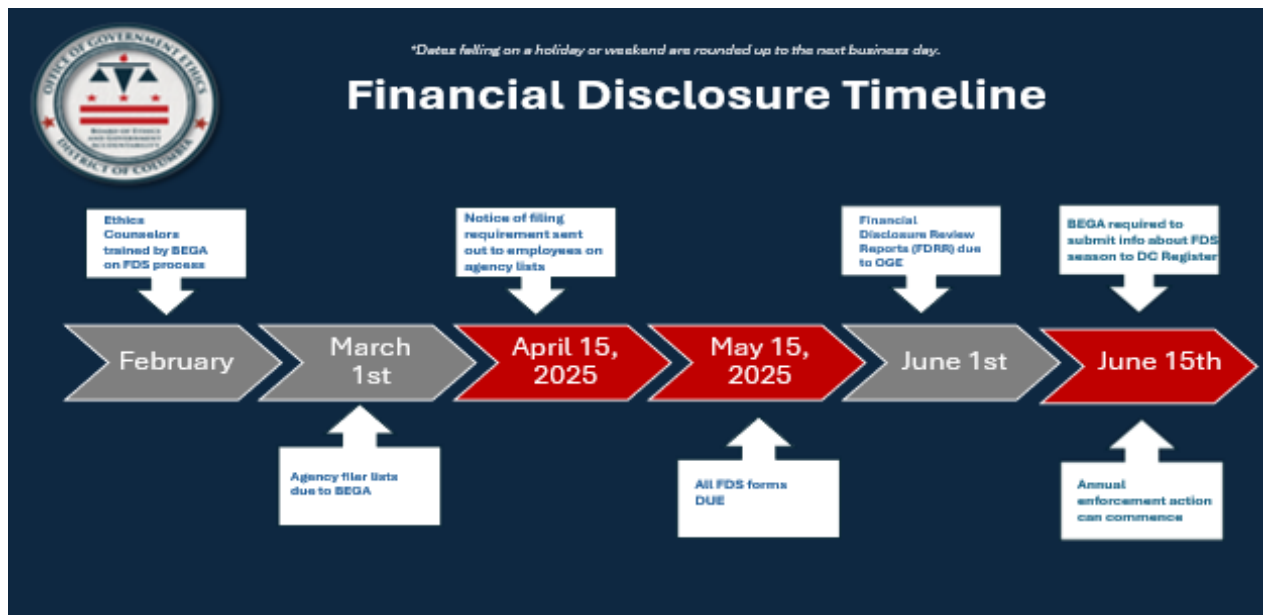 *Dates falling on a holiday or weekend are rounded up to the next business day.
Financial Disclosure Timeline
OFFICE OF GOVERNMENT ETHICS
BOARD OF ETHICS
AND GOVERNMENT
ACCOUNTABILITY
DISTRICT OF COLUMBIA
Ethics
Counselors
trained by BEGA
on FDS process
Notice of filing
requirement sent
out to employees on
agency lists
Financial
Disclosure Review
Reports (FDRR) due
to OGE
BEGA required to
submit info about FDS
season to DC Register
February
March
1st
April 15,
2025
May 15,
2025
June 1st
June 15th
Agency filer lists
due to BEGA
All FDS forms
DUE
Annual
enforcement action
can commence